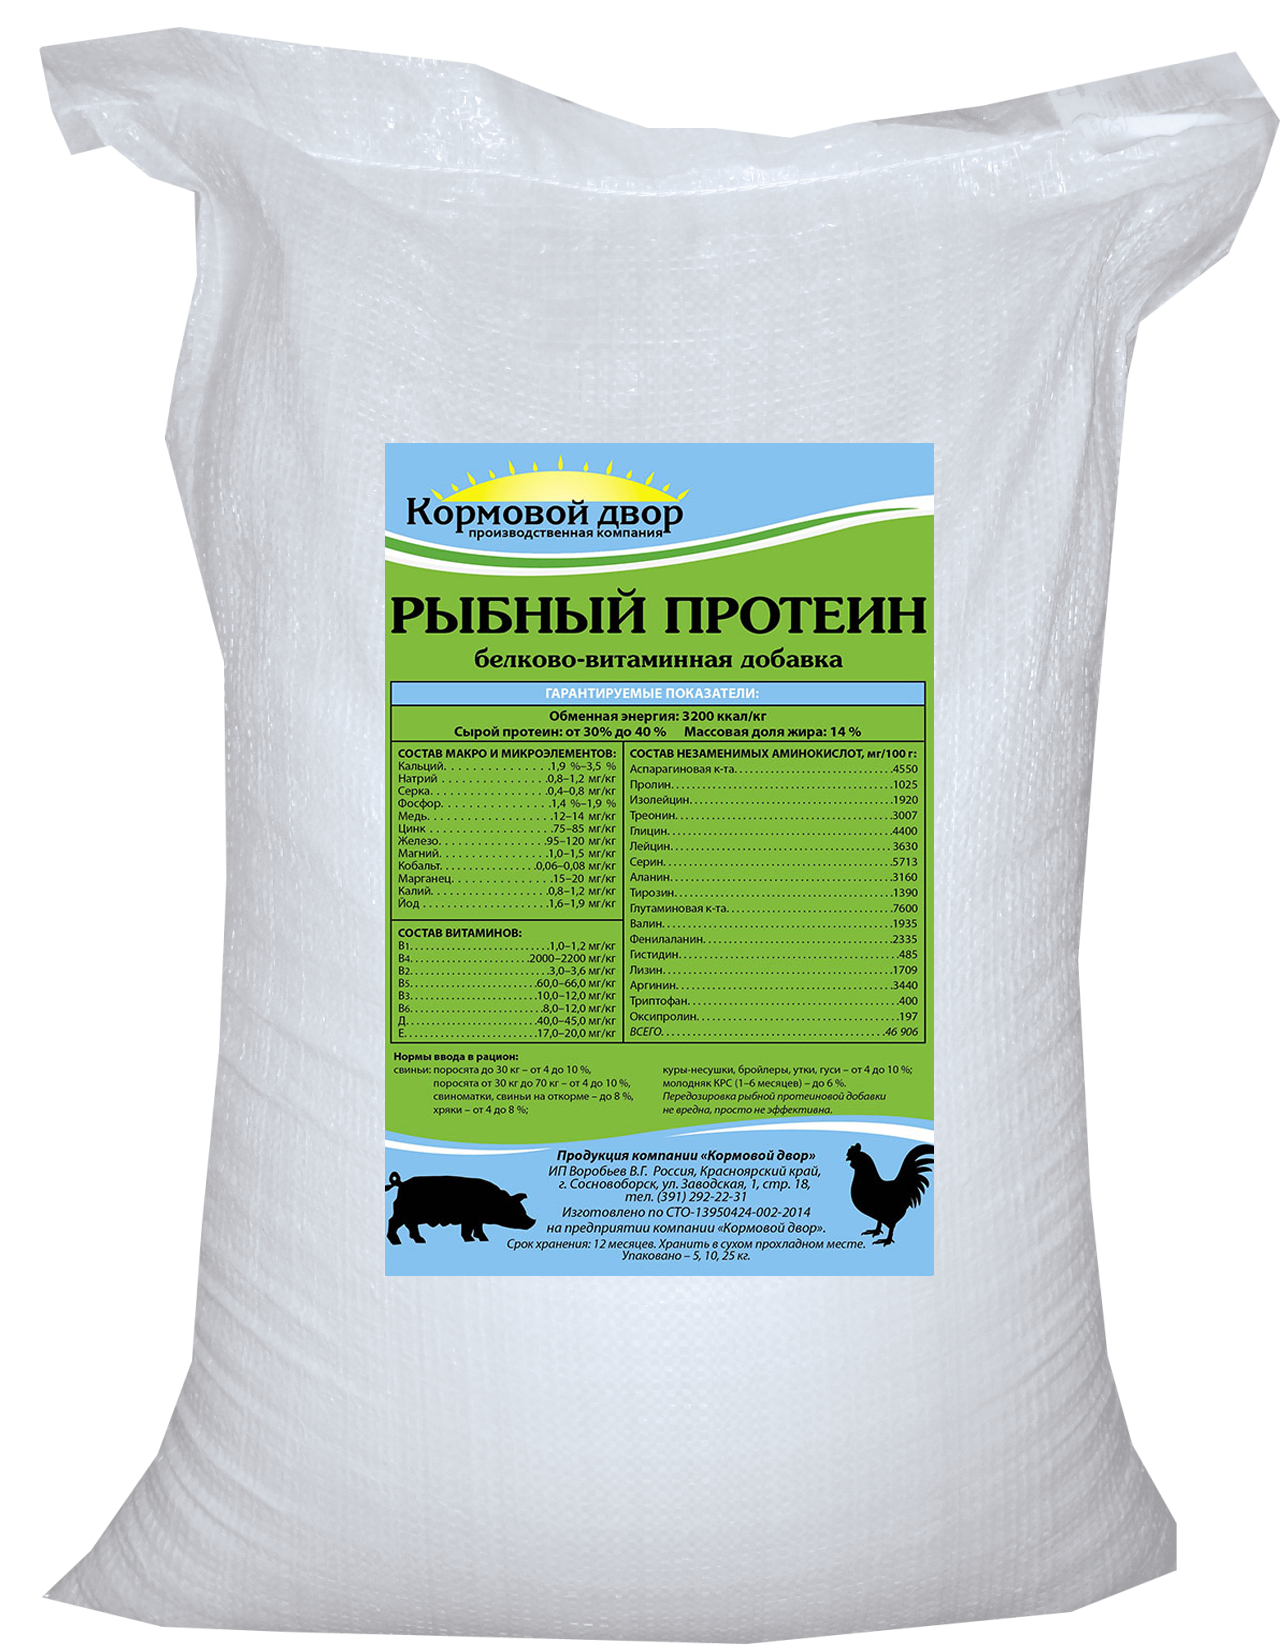 Кормовой двор
производственная компания
РЫБНЫЙ ПРОТЕИН
белково-витаминная добавка
ГАРАНТИРУЕМЫЕ ПОКАЗАТЕЛИ:
Обменная энергия: 3200 ккал/кг
Сырой протеин: от 30% до 40 % Массовая доля жира: 14 %
СОСТАВ МАКРО И МИКРОЭЛЕМЕНТОВ:
Кальций. . . . . . . . . . . . . . .1,9 %–3,5 %
Натрий . . . . . . . . . . . . . . .0,8–1,2 мг/кг
Серка. . . . . . . . . . . . . . . .0,4–0,8 мг/кг
Фосфор. . . . . . . . . . . . . . .1,4 %–1,9 %
Медь. . . . . . . . . . . . . . . . .12–14 мг/кг
Цинк . . . . . . . . . . . . . . . . .75–85 мг/кг
Железо. . . . . . . . . . . . . . .95–120 мг/кг
Магний. . . . . . . . . . . . . . .1,0–1,5 мг/кг
Кобальт. . . . . . . . . . . . .0,06–0,08 мг/кг
Марганец. . . . . . . . . . . . . .15–20 мг/кг
Калий. . . . . . . . . . . . . . . .0,8–1,2 мг/кг
Йод . . . . . . . . . . . . . . . . .1,6–1,9 мг/кг
СОСТАВ ВИТАМИНОВ:
В1. . . . . . . . . . . . . . . . . . . .1,0–1,2 мг/кг
В4. . . . . . . . . . . . . . . . .2000–2200 мг/кг
В2. . . . . . . . . . . . . . . . . . . .3,0–3,6 мг/кг
В5. . . . . . . . . . . . . . . . . .60,0–66,0 мг/кг
В3. . . . . . . . . . . . . . . . . .10,0–12,0 мг/кг
В6. . . . . . . . . . . . . . . . . . .8,0–12,0 мг/кг
Д. . . . . . . . . . . . . . . . . . .40,0–45,0 мг/кг
Е. . . . . . . . . . . . . . . . . . .17,0–20,0 мг/кг
СОСТАВ НЕЗАМЕНИМЫХ АМИНОКИСЛОТ, мг/100 г:
Аспарагиновая к-та. . . . . . . . . . . . . . . . . . . . . .4550
Пролин. . . . . . . . . . . . . . . . . . . . . . . . . . . . . . .1025
Изолейцин. . . . . . . . . . . . . . . . . . . . . . . . . . . .1920
Треонин. . . . . . . . . . . . . . . . . . . . . . . . . . . . . .3007
Глицин. . . . . . . . . . . . . . . . . . . . . . . . . . . . . . .4400
Лейцин. . . . . . . . . . . . . . . . . . . . . . . . . . . . . . .3630
Серин. . . . . . . . . . . . . . . . . . . . . . . . . . . . . . . .5713
Аланин. . . . . . . . . . . . . . . . . . . . . . . . . . . . . . .3160
Тирозин. . . . . . . . . . . . . . . . . . . . . . . . . . . . . .1390
Глутаминовая к-та. . . . . . . . . . . . . . . . . . . . . . .7600
Валин. . . . . . . . . . . . . . . . . . . . . . . . . . . . . . . .1935
Фенилаланин. . . . . . . . . . . . . . . . . . . . . . . . . .2335
Гистидин. . . . . . . . . . . . . . . . . . . . . . . . . . . . . .485
Лизин. . . . . . . . . . . . . . . . . . . . . . . . . . . . . . . .1709
Аргинин. . . . . . . . . . . . . . . . . . . . . . . . . . . . . .3440
Триптофан. . . . . . . . . . . . . . . . . . . . . . . . . . . . .400
Оксипролин. . . . . . . . . . . . . . . . . . . . . . . . . . . .197
ВСЕГО. . . . . . . . . . . . . . . . . . . . . . . . . . . . . .46 906
Нормы ввода в рацион:
свиньи: поросята до 30 кг – от 4 до 10 %,
поросята от 30 кг до 70 кг – от 4 до 10 %,
свиноматки, свиньи на откорме – до 8 %,
хряки – от 4 до 8 %;
куры-несушки, бройлеры, утки, гуси – от 4 до 10 %;
молодняк КРС (1–6 месяцев) – до 6 %.
Передозировка рыбной протеиновой добавки
не вредна, просто не эффективна.
Продукция компании «Кормовой двор»
ИП Воробьев В.Г. Россия, Красноярский край,
г. Сосновоборск, ул. Заводская, 1, стр. 18,
тел. (391) 292-22-31
Изготовлено по СТО-13950424-002-2014
на предприятии компании «Кормовой двор».
Срок хранения: 12 месяцев. Хранить в сухом прохладном месте.
Упаковано – 5, 10, 25 кг.